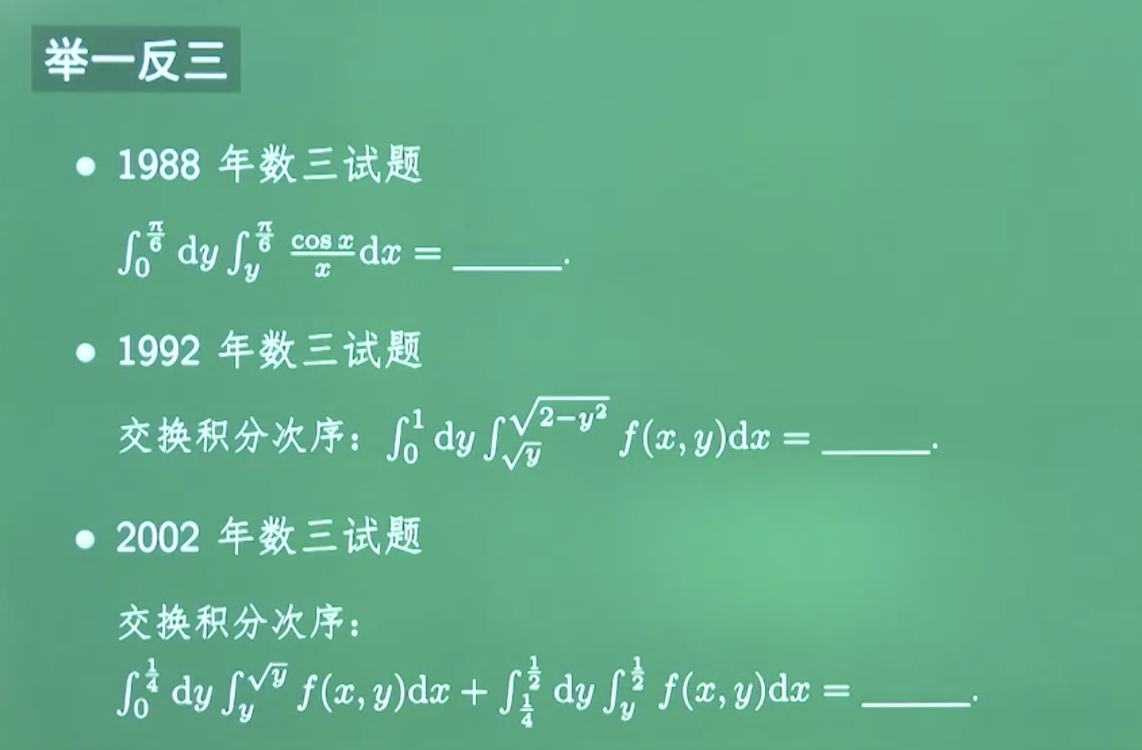 举一反三
• 1988 年数三试题
$\int_0^{\frac{\pi}{6}} \mathrm{d}y \int_y^{\frac{\pi}{6}} \frac{\cos x}{x} \mathrm{d}x = \_\_\_\_\_.$
• 1992 年数三试题
交换积分次序: $\int_0^1 \mathrm{d}y \int_{\sqrt{y}}^{\sqrt{2-y^2}} f(x,y) \mathrm{d}x = \_\_\_\_\_.$
• 2002 年数三试题
交换积分次序:
$\int_0^{\frac{1}{4}} \mathrm{d}y \int_y^{\sqrt{y}} f(x,y) \mathrm{d}x + \int_{\frac{1}{4}}^{\frac{1}{2}} \mathrm{d}y \int_y^{\frac{1}{2}} f(x,y) \mathrm{d}x = \_\_\_\_\_.$